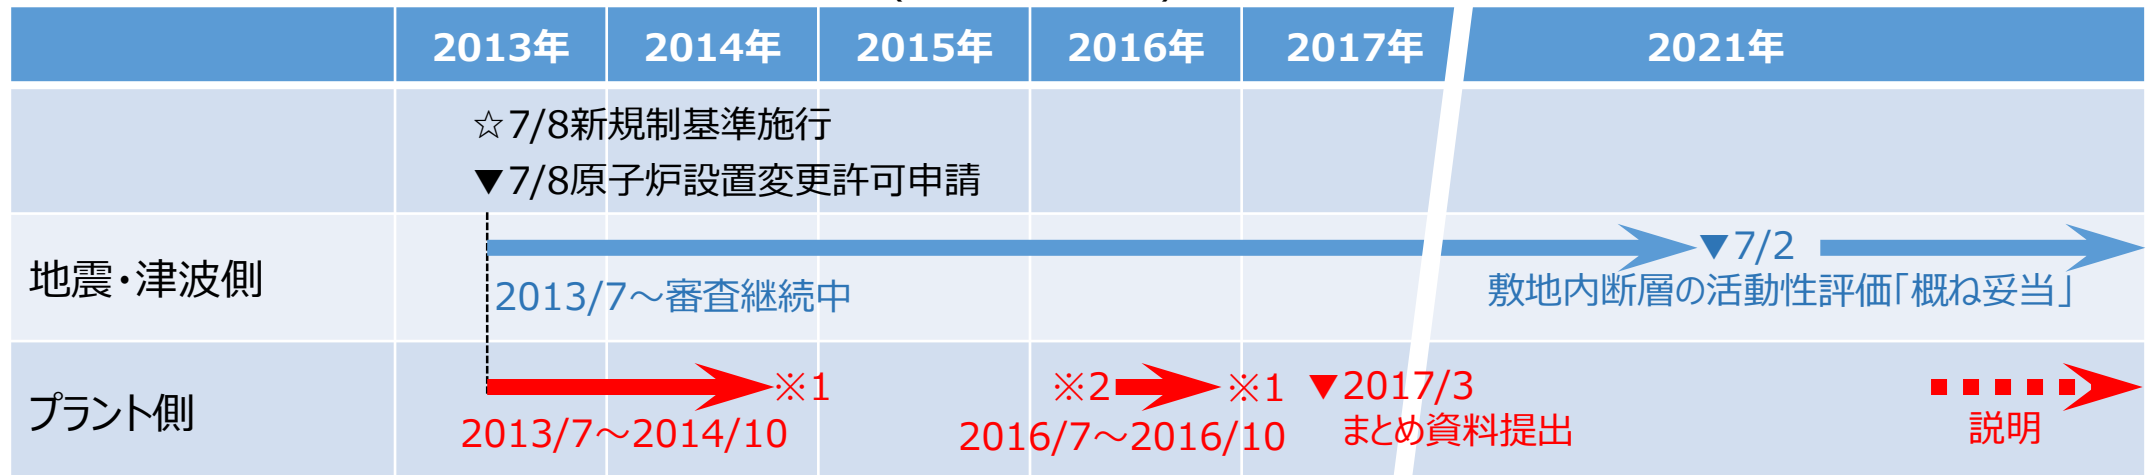 2013年 2014年 2015年 2016年 2017年 2021年
☆7/8新規制基準施行
▼7/8原子炉設置変更許可申請
地震・津波側
▼7/2
2013/7～審査継続中
敷地内断層の活動性評価「概ね妥当」
プラント側
※1
※2
※1
▼2017/3
2013/7～2014/10
2016/7～2016/10
まとめ資料提出
説明